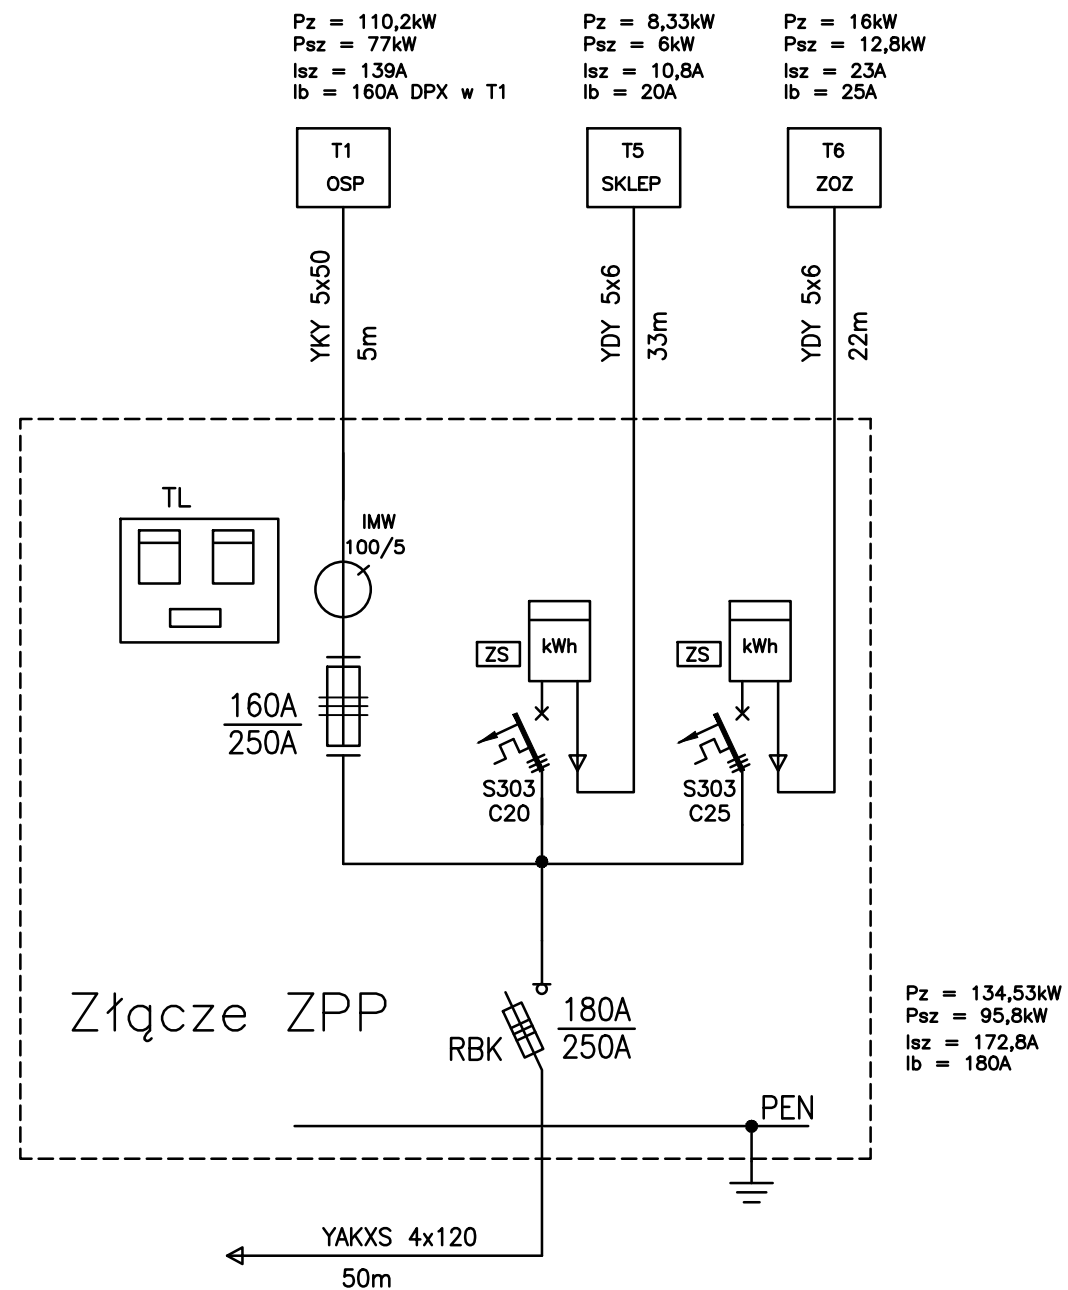 Pz = 110,2kW
Psz = 77kW
Isz = 139A
Ib = 160A DPX w T1
Pz = 8,33kW
Psz = 6kW
Isz = 10,8A
Ib = 20A
Pz = 16kW
Psz = 12,8kW
Isz = 23A
Ib = 25A
T1
OSP
T5
SKLEP
T6
ZOZ
YKY 5x50
5m
YDY 5x6
33m
YDY 5x6
22m
TL
IMW
100/5
160A
250A
ZS
kWh
ZS
kWh
S303
C20
S303
C25
Złącze ZPP
RBK
180A
250A
Pz = 134,53kW
Psz = 95,8kW
Isz = 172,8A
Ib = 180A
PEN
YAKXS 4x120
50m